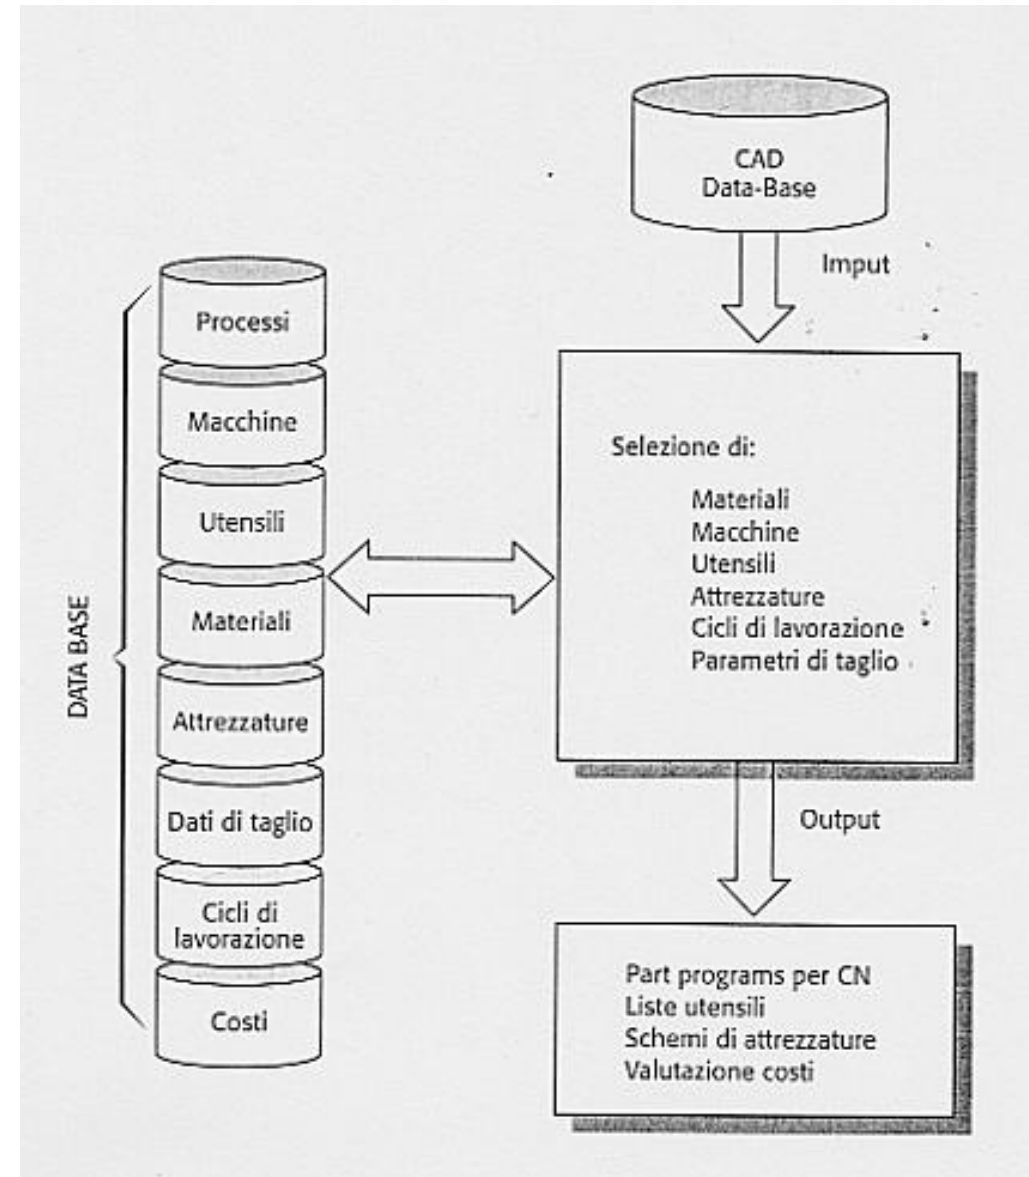 CAD
Data-Base
Imput
DATA BASE
Processi
Macchine
Utensili
Materiali
Attrezzature
Dati di taglio
Cicli di
lavorazione
Costi
Selezione di:
Materiali
Macchine
Utensili
Attrezzature
Cicli di lavorazione
Parametri di taglio
Output
Part programs per CN
Liste utensili
Schemi di attrezzature
Valutazione costi